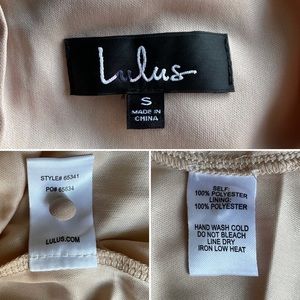 Lulus
S
MADE IN
CHINA
STYLE# 65341
PO# 65634
LULUS.COM
SELF:
100% POLYESTER
LINING:
100% POLYESTER
HAND WASH COLD
DO NOT BLEACH
LINE DRY
IRON LOW HEAT